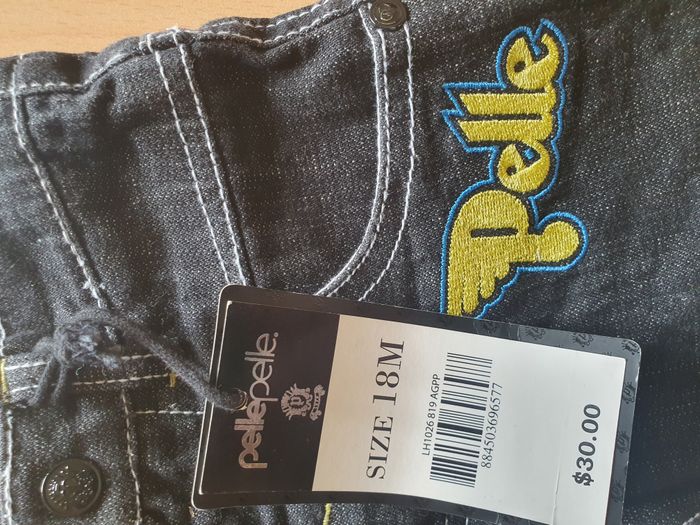 Pelle
pellepelle.
SIZE 18M
LH1026 819 AGPP
884503696577
$30.00